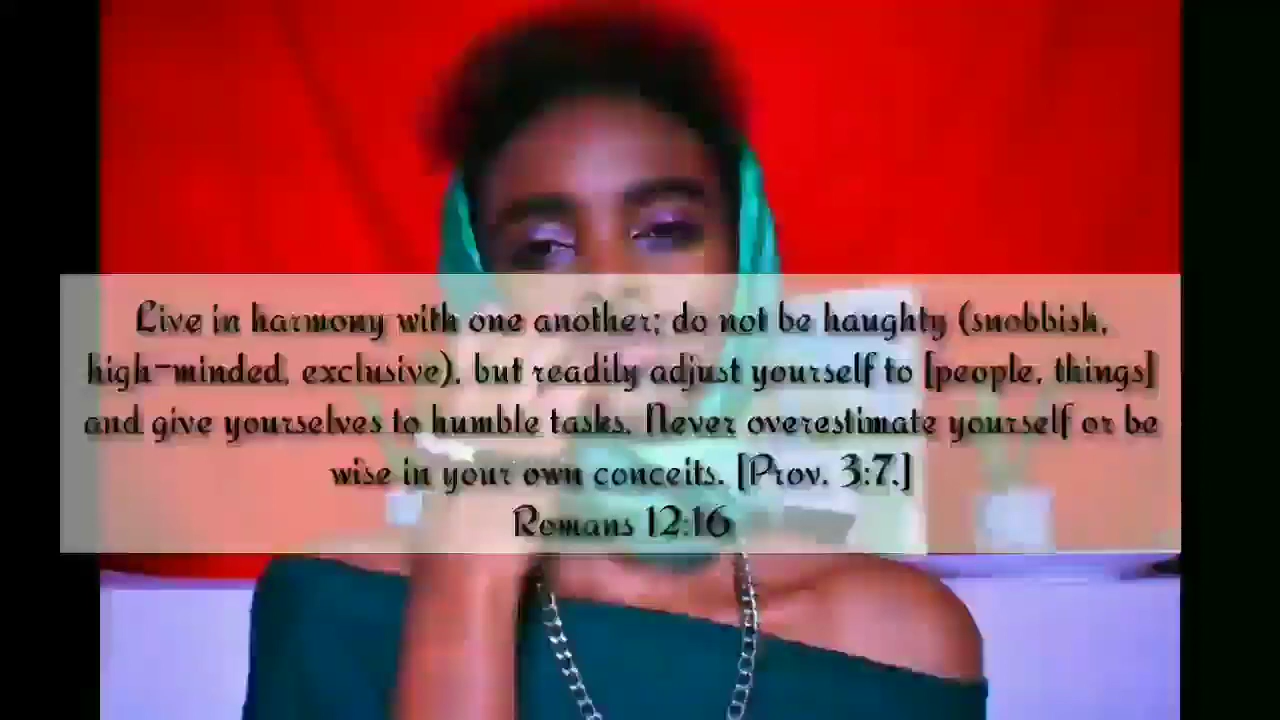 Live in harmony with one another; do not be haughty (snobbish,
high-minded, exclusive), but readily adjust yourself to [people, things]
and give yourselves to humble tasks. Never overestimate yourself or be
wise in your own conceits. [Prov. 3:7.]
Romans 12:16